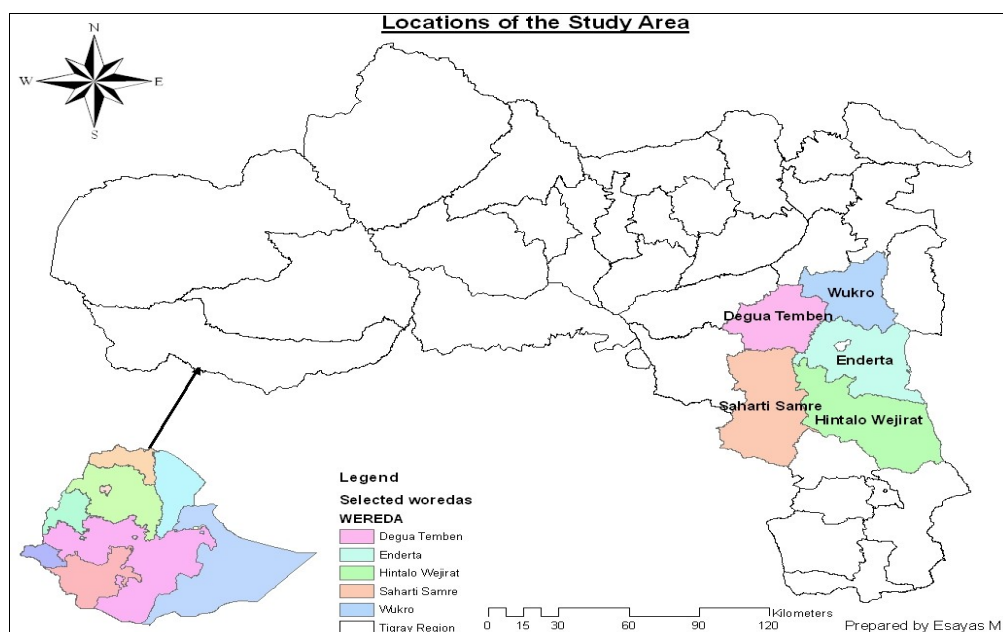 Locations of the Study Area
N
W
E
S
Wukro
Degua Temben
Enderta
Saharti Samre
Hintalo Wejirat
Legend
Selected woredas
WEREDA
Degua Temben
Enderta
Hintalo Wejirat
Saharti Samre
Wukro
Tigray Region
Kilometers
0 15 30 60 90 120
Prepared by Esayas M